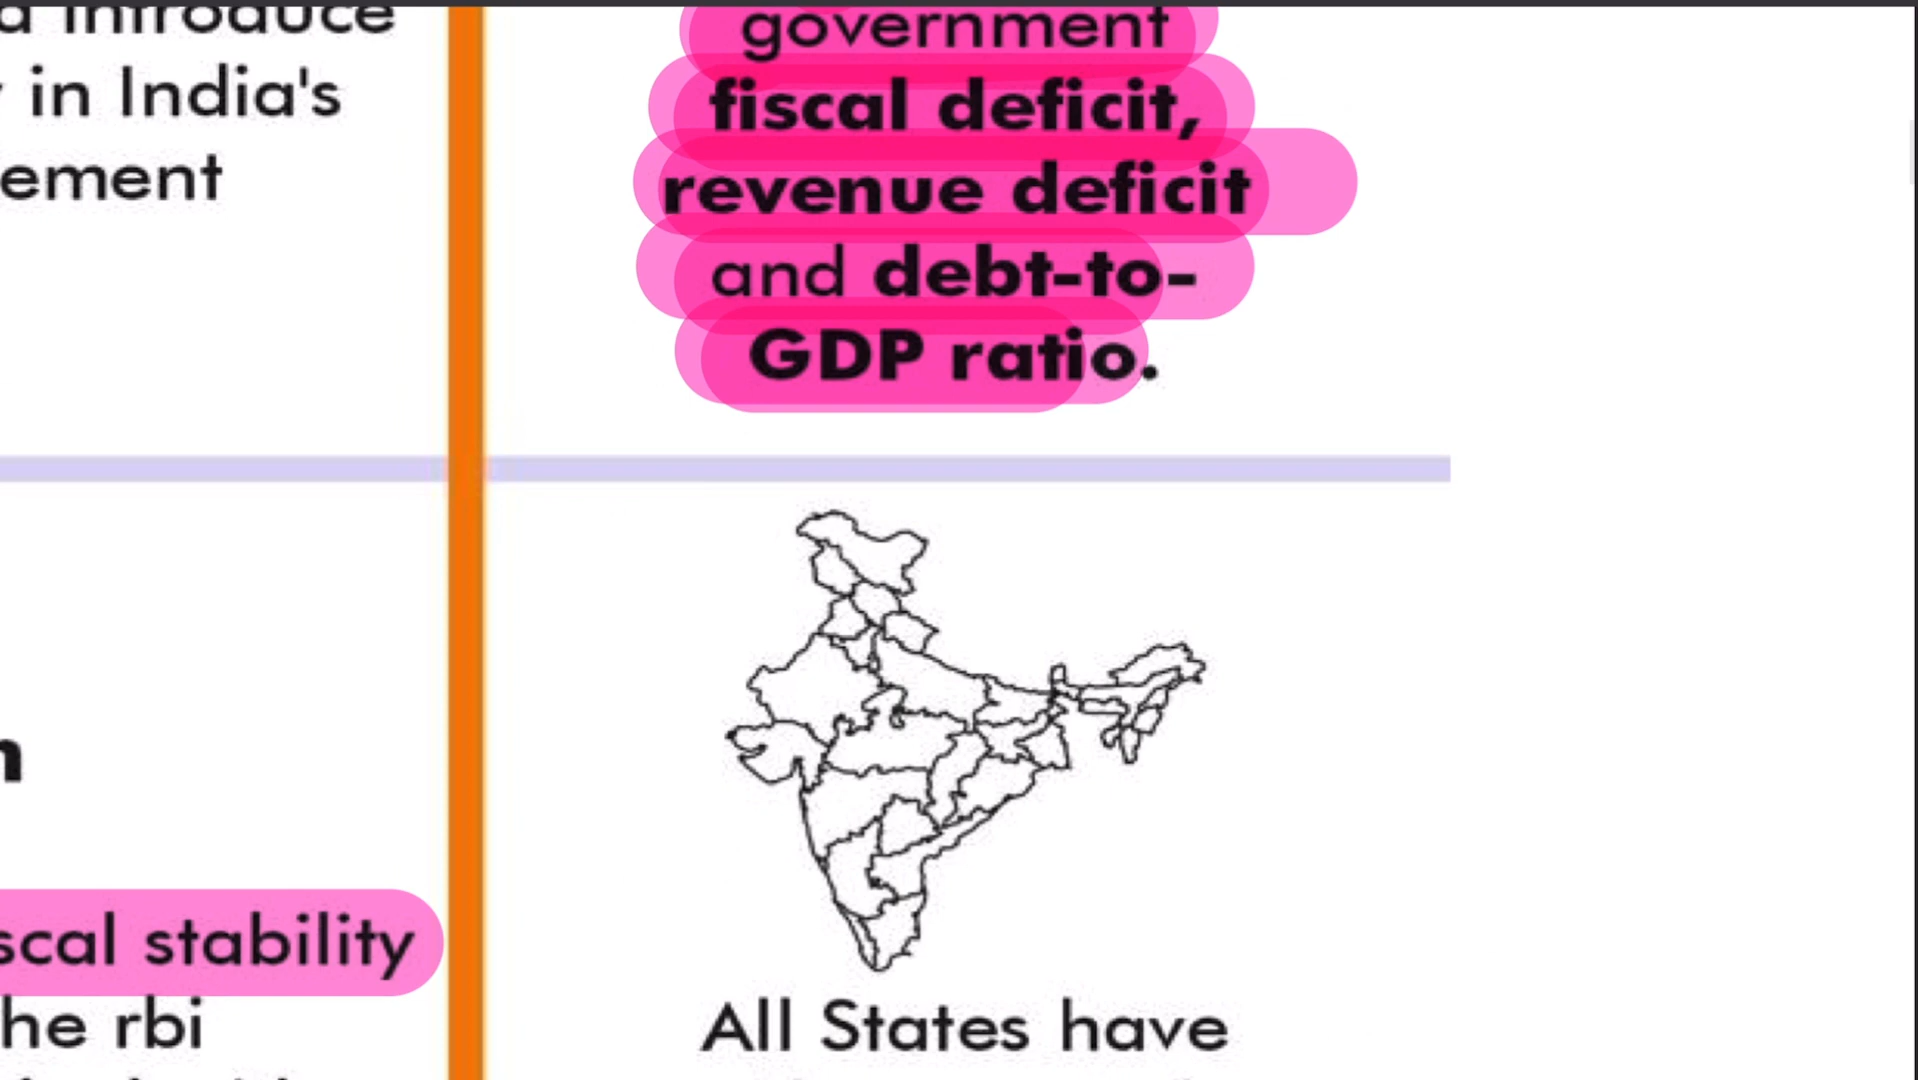 introduce
in India's
ement
n
scal stability
he rbi
government
fiscal deficit,
revenue deficit
and debt-to-
GDP ratio.
All States have